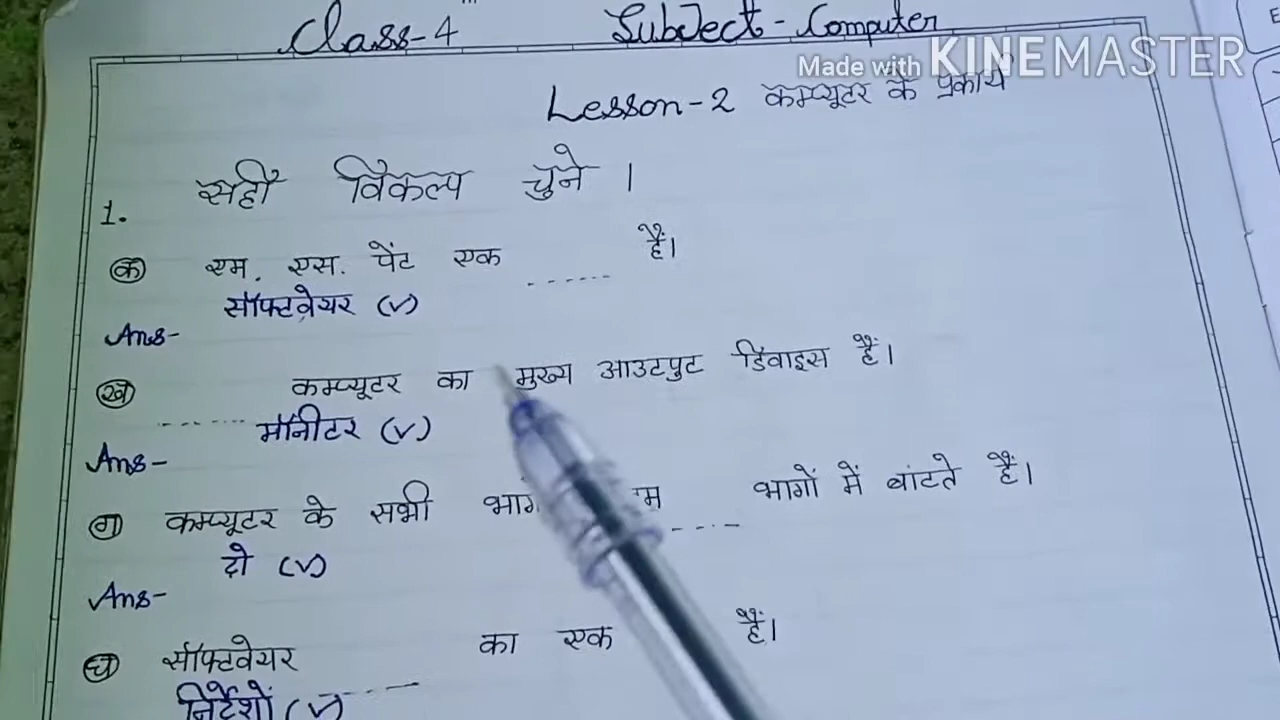 Class-4 Subject-Computer
Made with KINEMASTER
Lesson-2 कम्प्यूटर के प्रकार्य
1. सही विकल्प चुने ।
(क) एम. एस. पेंट एक ...... हैं।
Ans- सॉफ्टवेयर (✓)
(ख) ...... कम्प्यूटर का मुख्य आउटपुट डिवाइस हैं।
Ans- मॉनीटर (✓)
(ग) कम्प्यूटर के सभी ----- भागों में बांटते हैं।
Ans- दो (✓)
(घ) सॉफ्टवेयर ---- का एक हैं।
निर्देशों (✓)